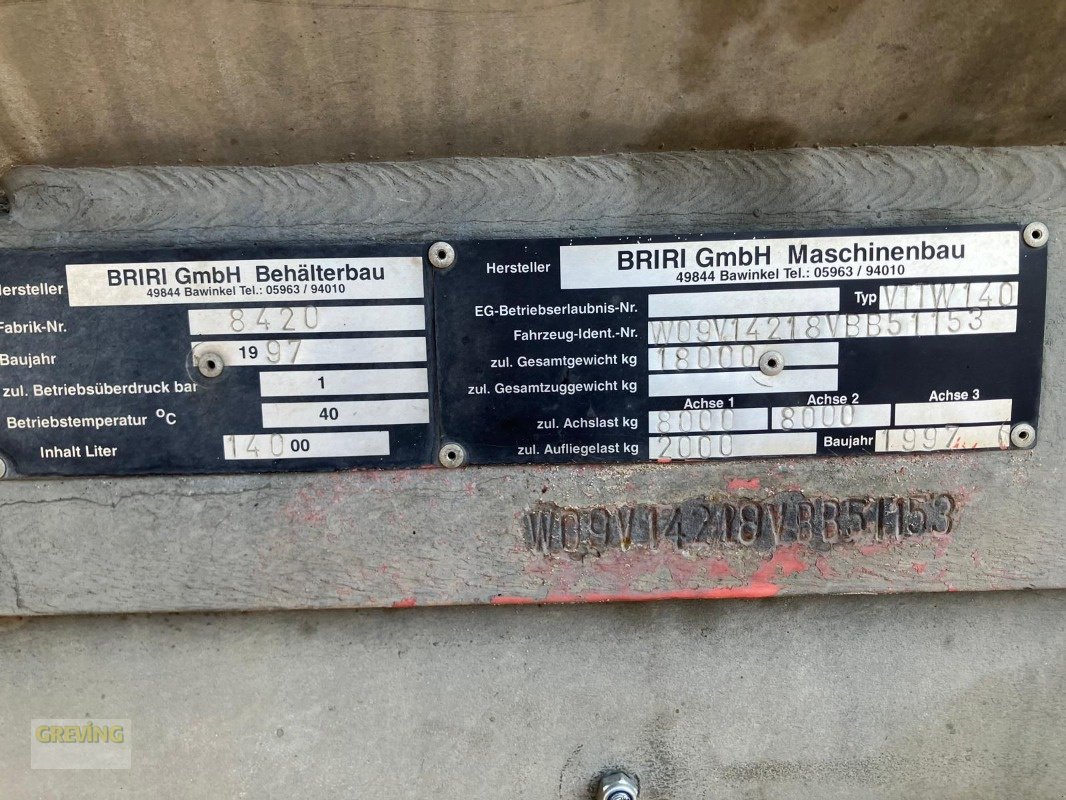 Hersteller BRIRI GmbH Behälterbau
49844 Bawinkel Tel.: 05963 / 94010
Fabrik-Nr. 8420
Baujahr 1997
zul. Betriebsüberdruck bar 1
Betriebstemperatur °C 40
Inhalt Liter 14000
Hersteller BRIRI GmbH Maschinenbau
49844 Bawinkel Tel.: 05963 / 94010
EG-Betriebserlaubnis-Nr. Typ VTTW140
Fahrzeug-Ident.-Nr. W09V14218VBB51153
zul. Gesamtgewicht kg 18000
zul. Gesamtzuggewicht kg
Achse 1 Achse 2 Achse 3
zul. Achslast kg 8000 8000
zul. Aufliegelast kg 2000 Baujahr 1997 6
W09V14218VBB51153
GREVING